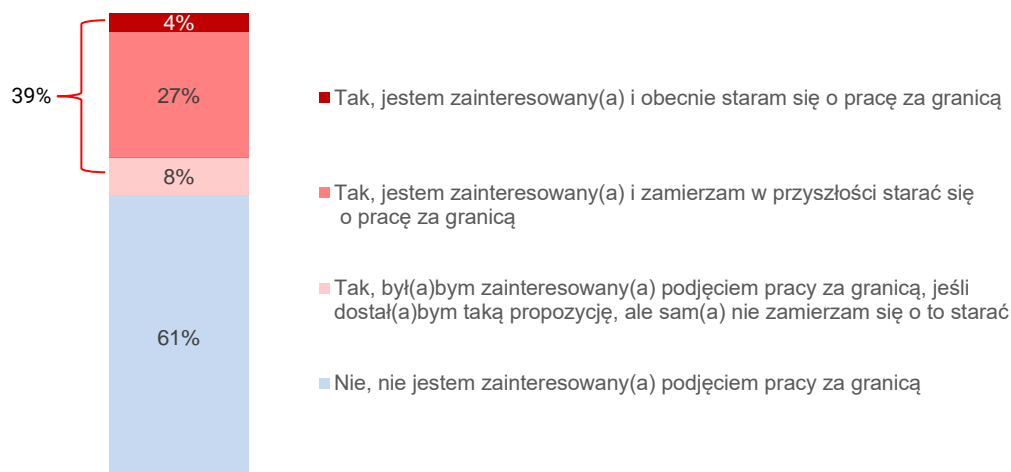 4%
39%
27%
8%
61%
Tak, jestem zainteresowany(a) i obecnie staram się o pracę za granicą
Tak, jestem zainteresowany(a) i zamierzam w przyszłości starać się
o pracę za granicą
Tak, był(a)bym zainteresowany(a) podjęciem pracy za granicą, jeśli
dostał(a)bym taką propozycję, ale sam(a) nie zamierzam się o to starać
Nie, nie jestem zainteresowany(a) podjęciem pracy za granicą